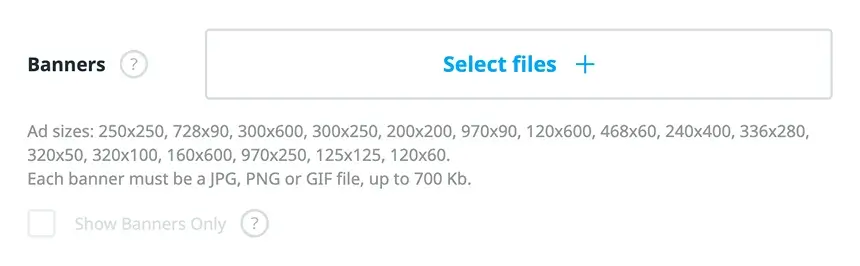 Banners ? Select files +
Ad sizes: 250x250, 728x90, 300x600, 300x250, 200x200, 970x90, 120x600, 468x60, 240x400, 336x280,
320x50, 320x100, 160x600, 970x250, 125x125, 120x60.
Each banner must be a JPG, PNG or GIF file, up to 700 Kb.
Show Banners Only ?